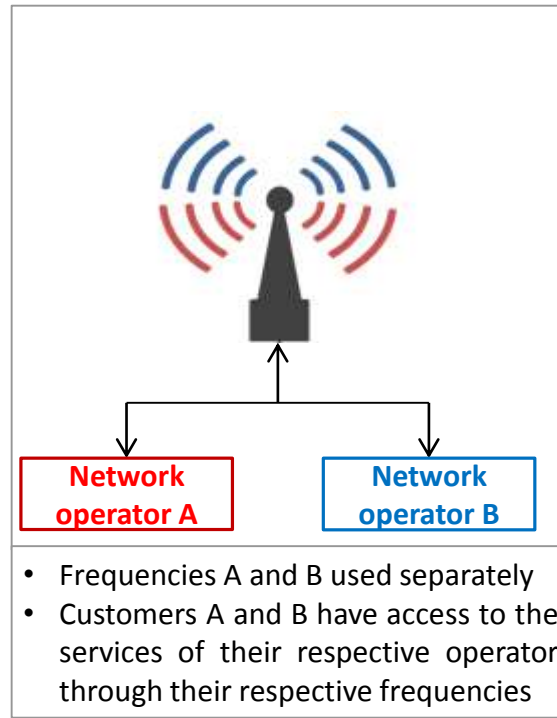 Network
operator A
Network
operator B
• Frequencies A and B used separately
• Customers A and B have access to the
services of their respective operator
through their respective frequencies